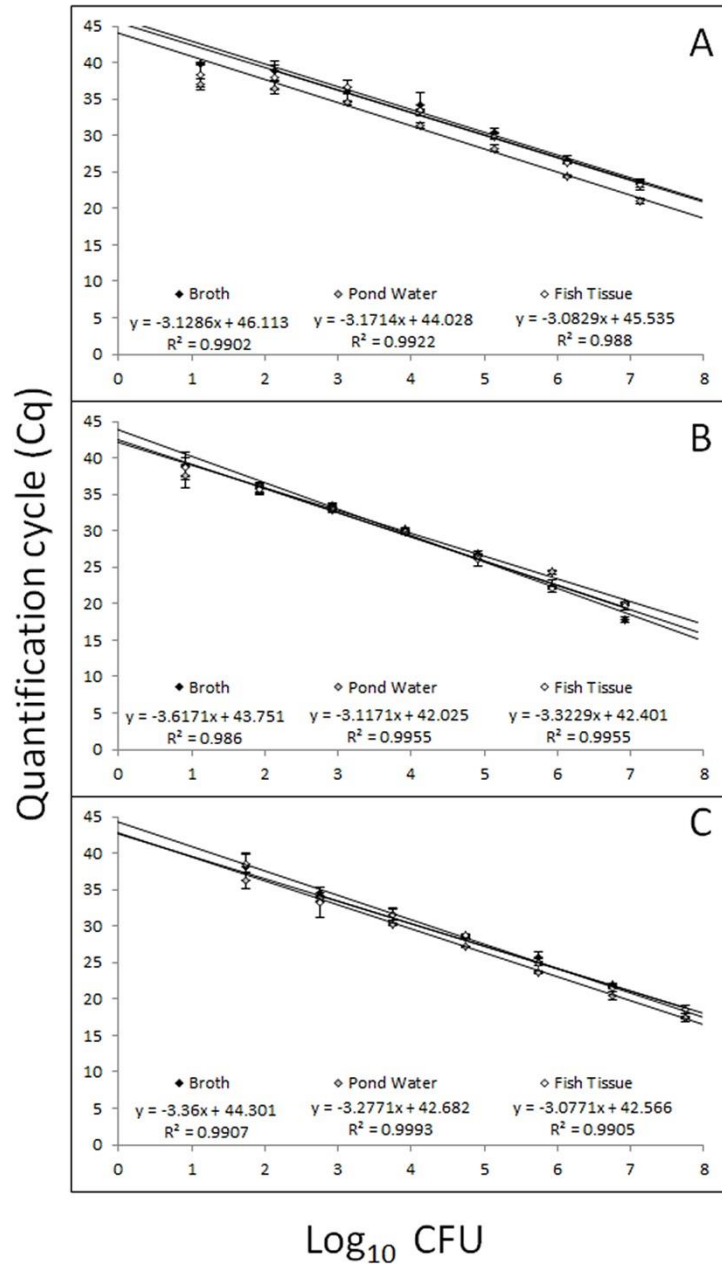 Quantification cycle (Cq)
A
45
40
35
30
25
20
15
10
5
0
◆ Broth ◈ Pond Water ◇ Fish Tissue
y = -3.1286x + 46.113 y = -3.1714x + 44.028 y = -3.0829x + 45.535
R² = 0.9902 R² = 0.9922 R² = 0.988
0 1 2 3 4 5 6 7 8
B
45
40
35
30
25
20
15
10
5
0
◆ Broth ◈ Pond Water ◇ Fish Tissue
y = -3.6171x + 43.751 y = -3.1171x + 42.025 y = -3.3229x + 42.401
R² = 0.986 R² = 0.9955 R² = 0.9955
0 1 2 3 4 5 6 7 8
C
45
40
35
30
25
20
15
10
5
0
◆ Broth ◈ Pond Water ◇ Fish Tissue
y = -3.36x + 44.301 y = -3.2771x + 42.682 y = -3.0771x + 42.566
R² = 0.9907 R² = 0.9993 R² = 0.9905
0 1 2 3 4 5 6 7 8
Log₁₀ CFU